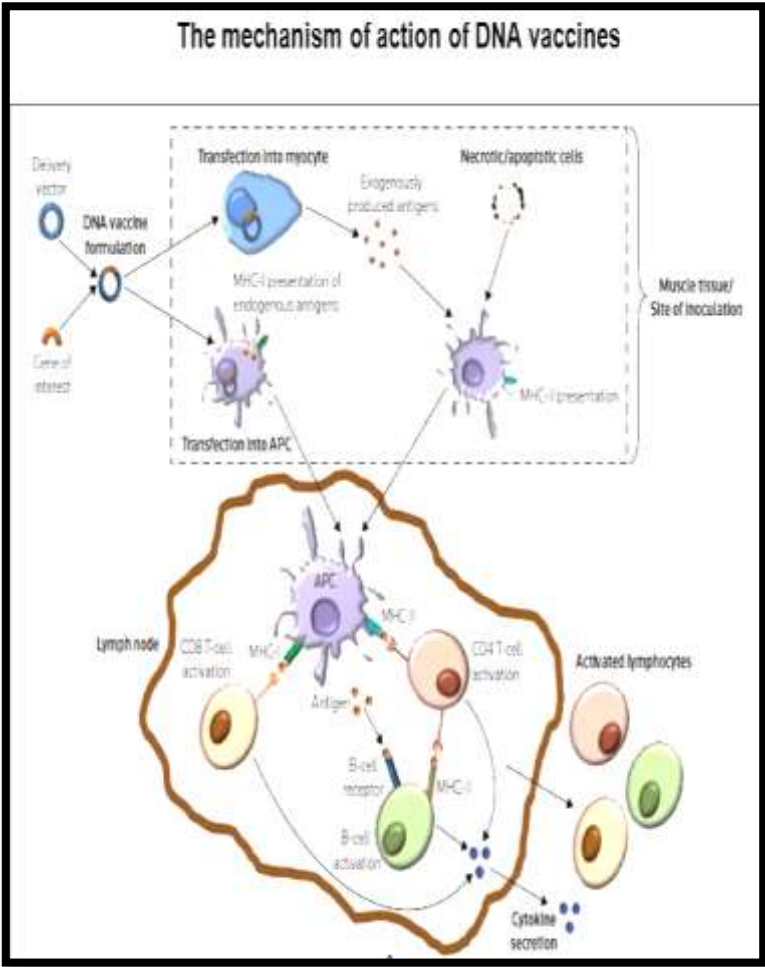 The mechanism of action of DNA vaccines
Delivery
vector
DNA vaccine
formulation
Gene of
interest
Transfection into myocyte
Exogenously
produced antigens
Necrotic/apoptotic cells
MHC-I presentation of
endogenous antigens
Transfection into APC
MHC-II presentation
Muscle tissue/
Site of inoculation
Lymph node
APC
CD8 T-cell
activation
MHC-I
MHC-II
CD4 T-cell
activation
Antigen
B-cell
receptor
MHC-II
B-cell
activation
Activated lymphocytes
Cytokine
secretion